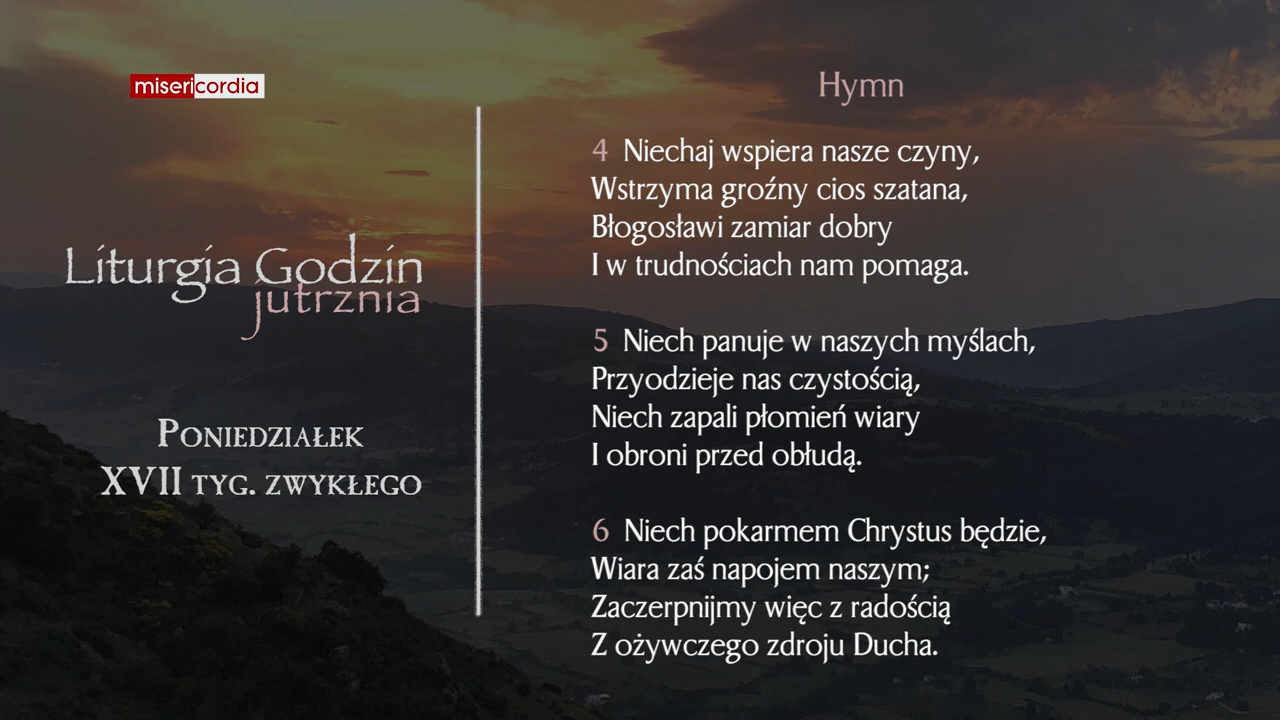 misericordia
Liturgia Godzin
jutrznia
Poniedziałek
XVII tyg. zwykłego
Hymn
4 Niechaj wspiera nasze czyny,
Wstrzyma groźny cios szatana,
Błogosławi zamiar dobry
I w trudnościach nam pomaga.
5 Niech panuje w naszych myślach,
Przyodzieje nas czystością,
Niech zapali płomień wiary
I obroni przed obłudą.
6 Niech pokarmem Chrystus będzie,
Wiara zaś napojem naszym;
Zaczerpnijmy więc z radością
Z ożywczego zdroju Ducha.